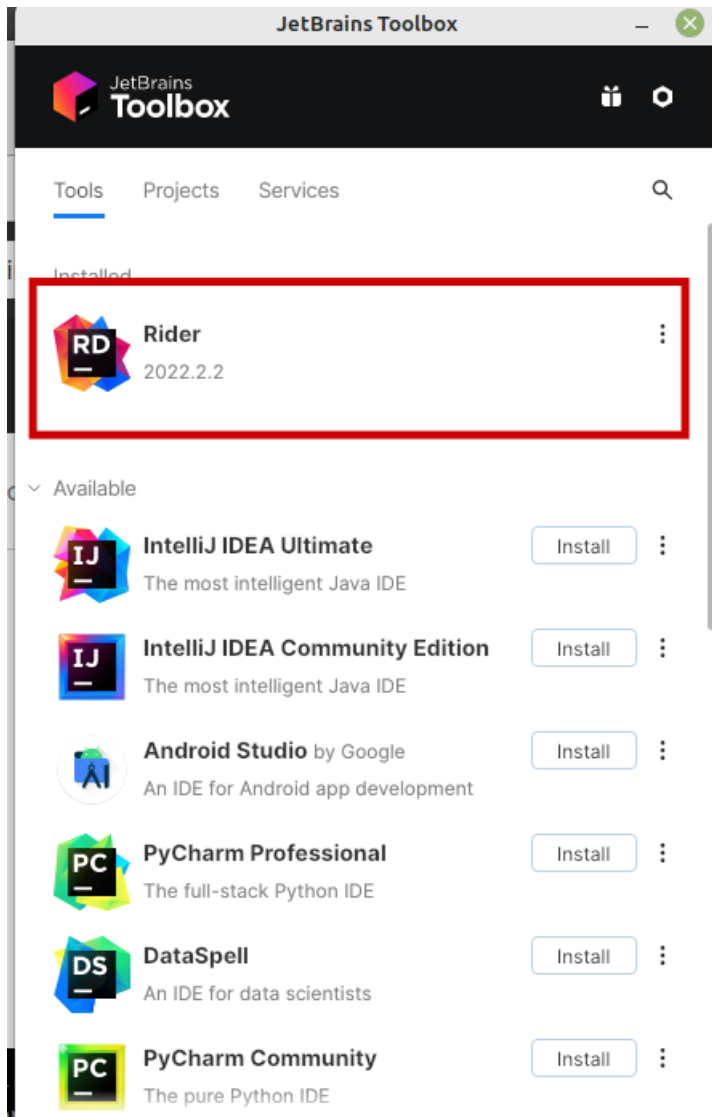 JetBrains Toolbox
JetBrains
Toolbox
Tools Projects Services
Installed
RD
Rider
2022.2.2
Available
IJ
IntelliJ IDEA Ultimate
Install
The most intelligent Java IDE
IJ
IntelliJ IDEA Community Edition
Install
The most intelligent Java IDE
Android Studio by Google
Install
An IDE for Android app development
PC
PyCharm Professional
Install
The full-stack Python IDE
DS
DataSpell
Install
An IDE for data scientists
PC
PyCharm Community
Install
The pure Python IDE